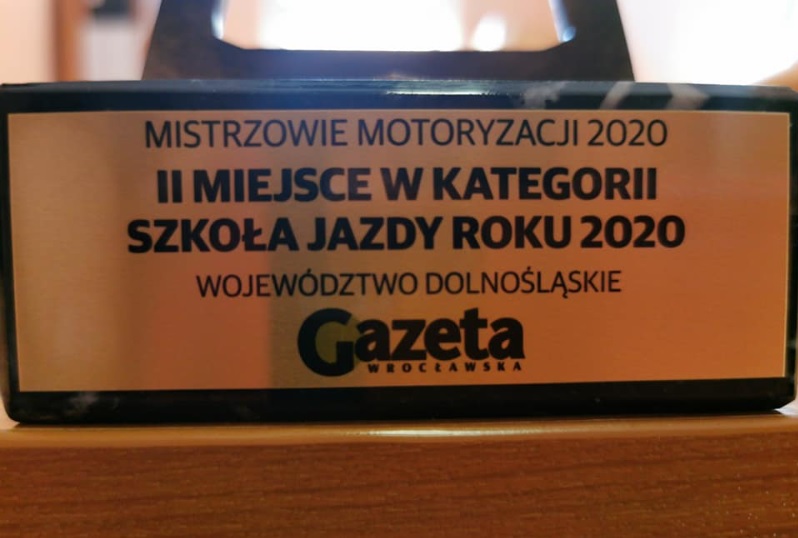 MISTRZOWIE MOTORYZACJI 2020
II MIEJSCE W KATEGORII
SZKOŁA JAZDY ROKU 2020
WOJEWÓDZTWO DOLNOŚLĄSKIE
Gazeta
WROCŁAWSKA